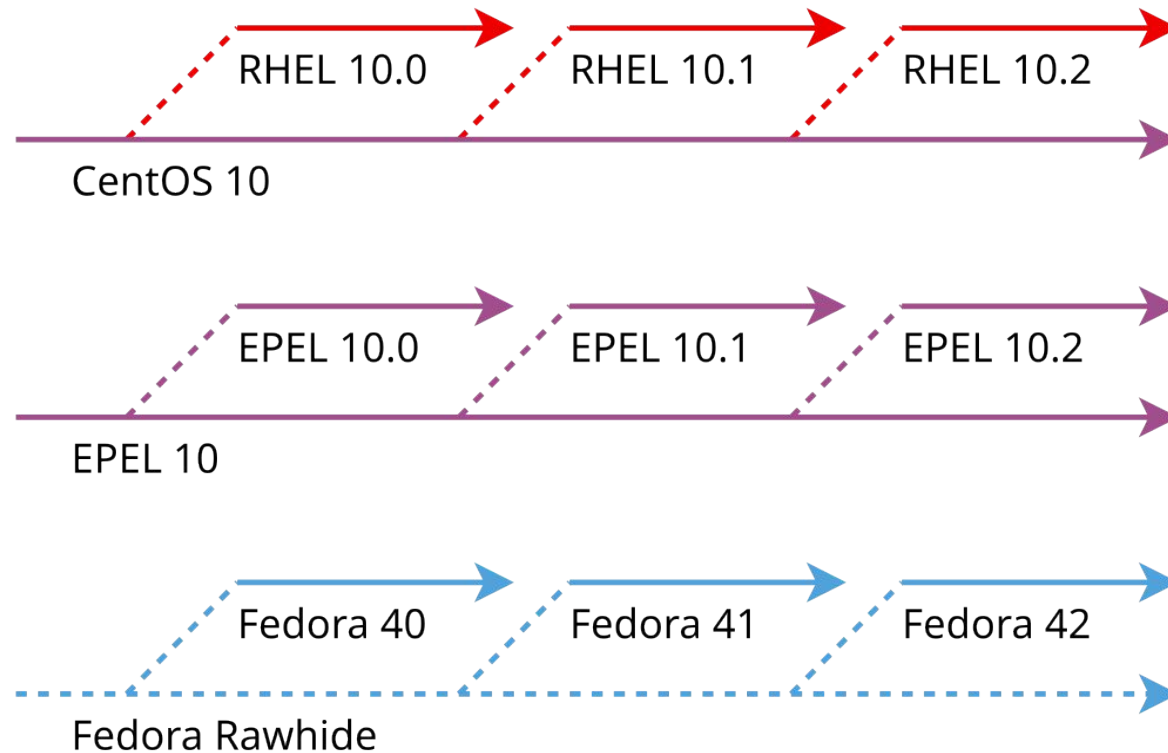 RHEL 10.0 RHEL 10.1 RHEL 10.2
CentOS 10
EPEL 10.0 EPEL 10.1 EPEL 10.2
EPEL 10
Fedora 40 Fedora 41 Fedora 42
Fedora Rawhide